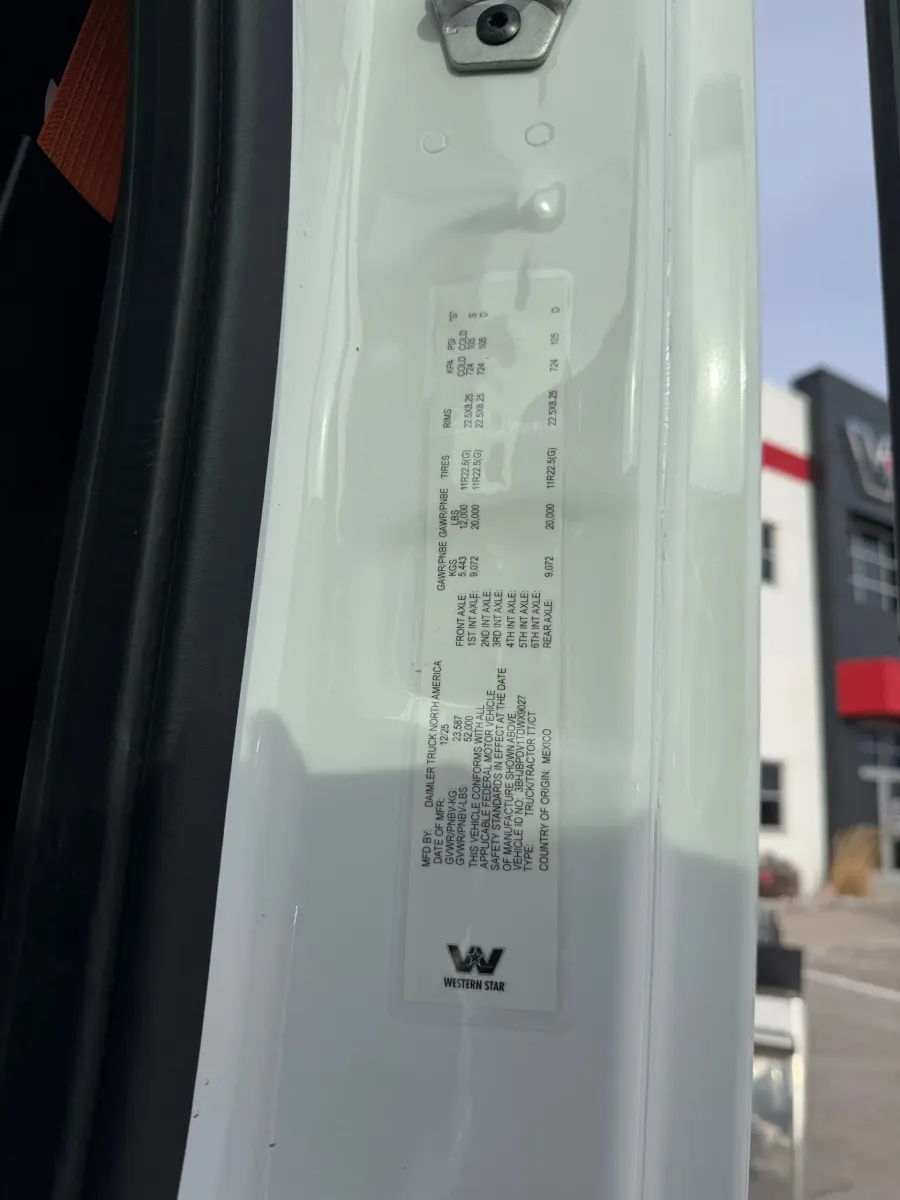 MFD BY: DAIMLER TRUCK NORTH AMERICA
DATE OF MFR: 12/25
GVWR/PNBV-KG: 23,587
GVWR/PNBV-LBS: 52,000
THIS VEHICLE CONFORMS WITH ALL
APPLICABLE FEDERAL MOTOR VEHICLE
SAFETY STANDARDS IN EFFECT AT THE DATE
OF MANUFACTURE SHOWN ABOVE.
VEHICLE ID NO. 3BHJBPDV1TDWX9027
TYPE: TRUCK/TRACTOR TT/CT
COUNTRY OF ORIGIN: MEXICO
GAWR/PNBE GAWR/PNBE TIRES RIMS KPA PSI "S"
KGS LBS COLD COLD
FRONT AXLE: 5,443 12,000 11R22.5(G) 22.5X8.25 724 105 S
1ST INT AXLE: 9,072 20,000 11R22.5(G) 22.5X8.25 724 105 D
2ND INT AXLE:
3RD INT AXLE:
4TH INT AXLE:
5TH INT AXLE:
6TH INT AXLE:
REAR AXLE: 9,072 20,000 11R22.5(G) 22.5X8.25 724 105 D
WESTERN STAR